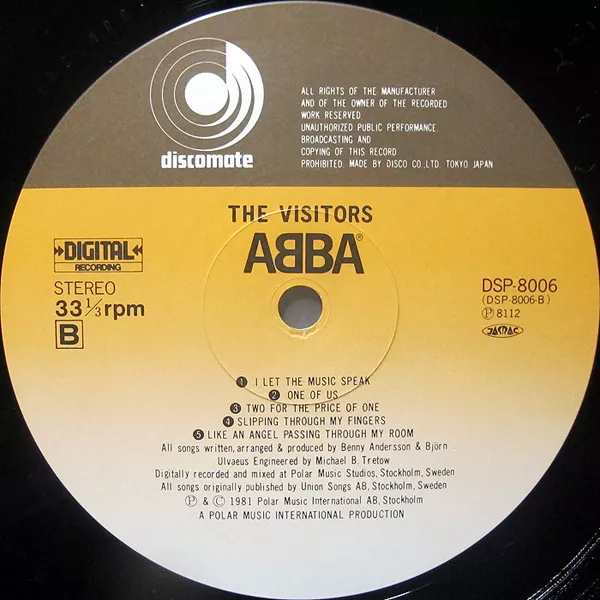 discomate
ALL RIGHTS OF THE MANUFACTURER
AND OF THE OWNER OF THE RECORDED
WORK RESERVED
UNAUTHORIZED PUBLIC PERFORMANCE.
BROADCASTING AND
COPYING OF THIS RECORD
PROHIBITED. MADE BY DISCO CO., LTD. TOKYO JAPAN
THE VISITORS
ABBA®
DIGITAL
RECORDING
STEREO
33 1/3 rpm
B
DSP-8006
(DSP-8006-B)
Ⓟ 8112
JASRAC
1 I LET THE MUSIC SPEAK
2 ONE OF US
3 TWO FOR THE PRICE OF ONE
4 SLIPPING THROUGH MY FINGERS
5 LIKE AN ANGEL PASSING THROUGH MY ROOM
All songs written, arranged & produced by Benny Andersson & Björn
Ulvaeus Engineered by Michael B. Tretow
Digitally recorded and mixed at Polar Music Studios, Stockholm, Sweden
All songs originally published by Union Songs AB, Stockholm, Sweden
Ⓟ & Ⓒ 1981 Polar Music International AB, Stockholm
A POLAR MUSIC INTERNATIONAL PRODUCTION